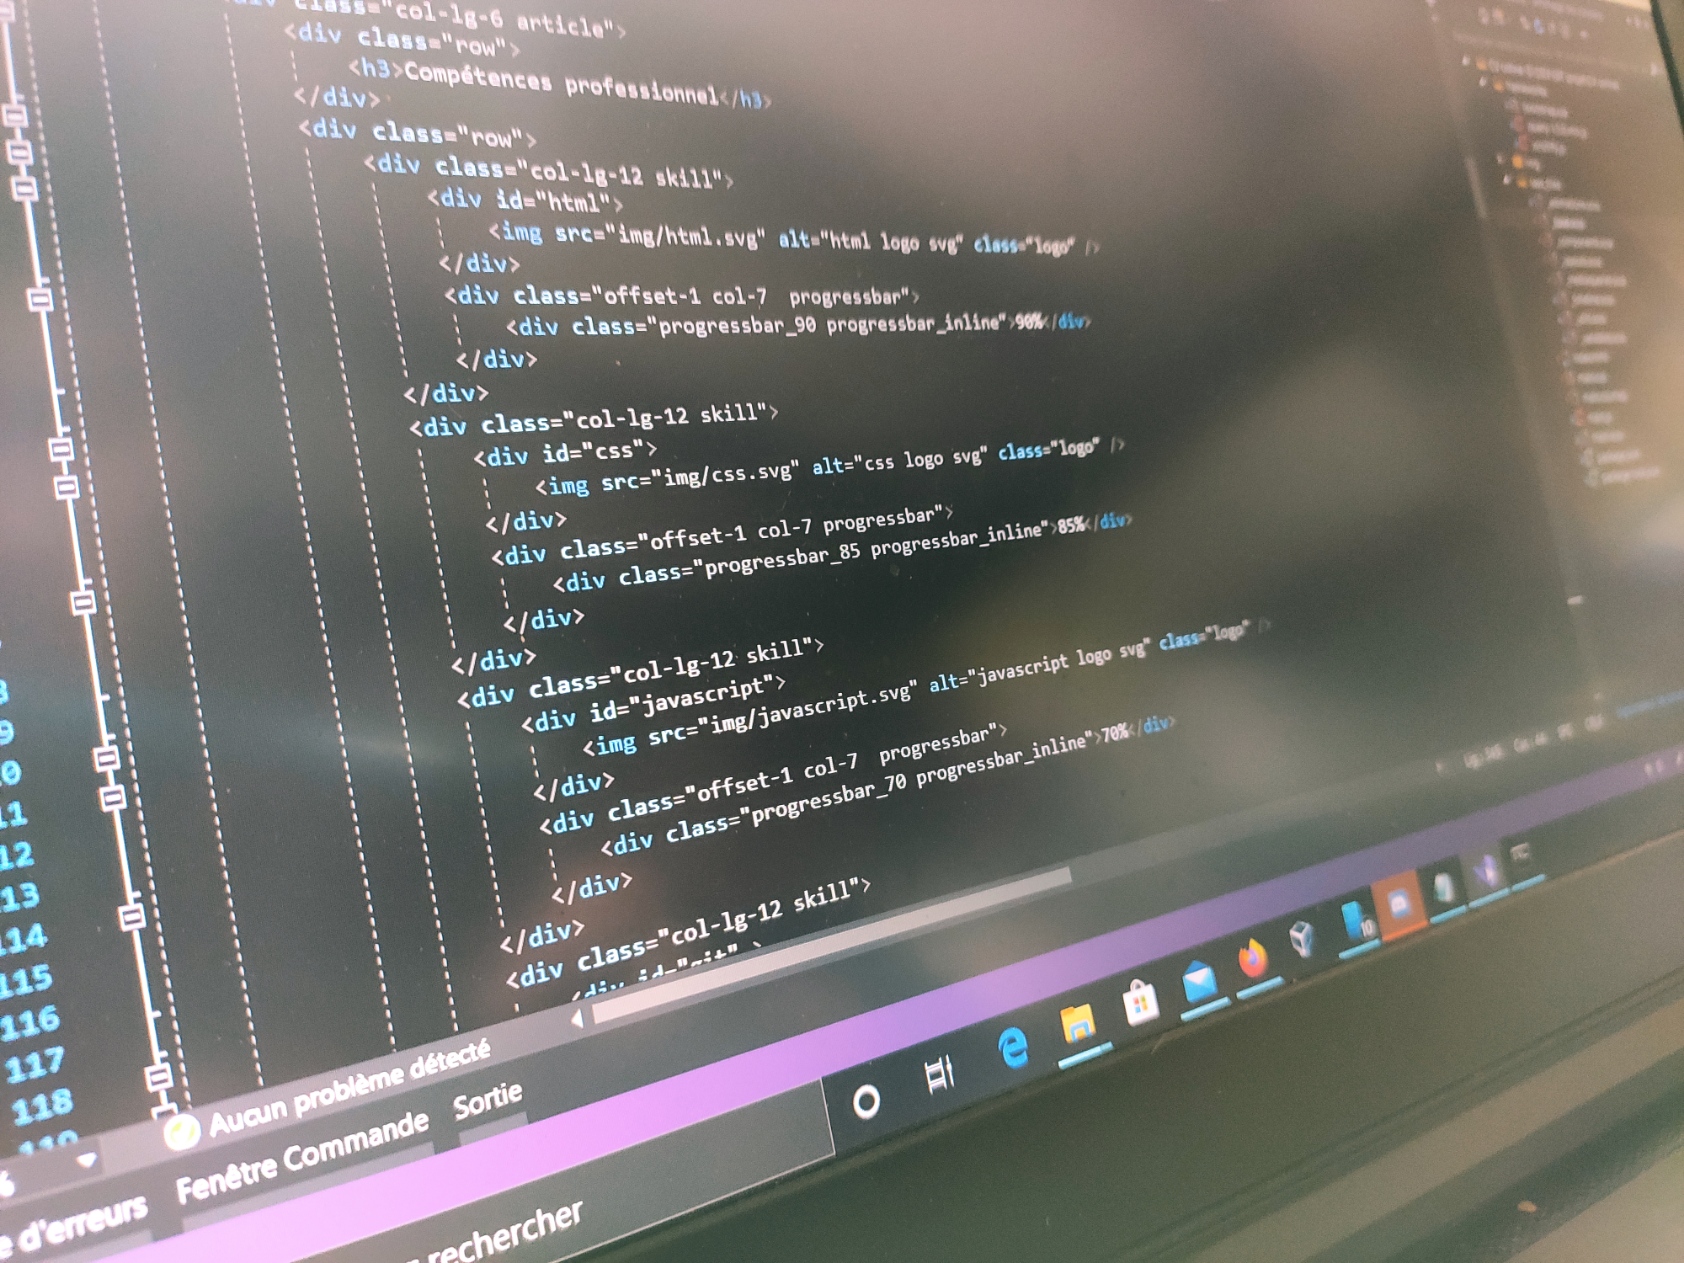 class="col-lg-6 article">
<div class="row">
<h3>Compétences professionnel</h3>
</div>
<div class="row">
<div class="col-lg-12 skill">
<div id="html">
<img src="img/html.svg" alt="html logo svg" class="logo" />
</div>
<div class="offset-1 col-7  progressbar">
<div class="progressbar_90 progressbar_inline">90%</div>
</div>
</div>
<div class="col-lg-12 skill">
<div id="css">
<img src="img/css.svg" alt="css logo svg" class="logo" />
</div>
<div class="offset-1 col-7 progressbar">
<div class="progressbar_85 progressbar_inline">85%</div>
</div>
</div>
<div class="col-lg-12 skill">
<div id="javascript">
<img src="img/javascript.svg" alt="javascript logo svg" class="logo" />
</div>
<div class="offset-1 col-7  progressbar">
<div class="progressbar_70 progressbar_inline">70%</div>
</div>
</div>
<div class="col-lg-12 skill">
<div id="git">
112
113
114
115
116
117
118
119
Aucun problème détecté
d'erreurs Fenêtre Commande Sortie
rechercher
10